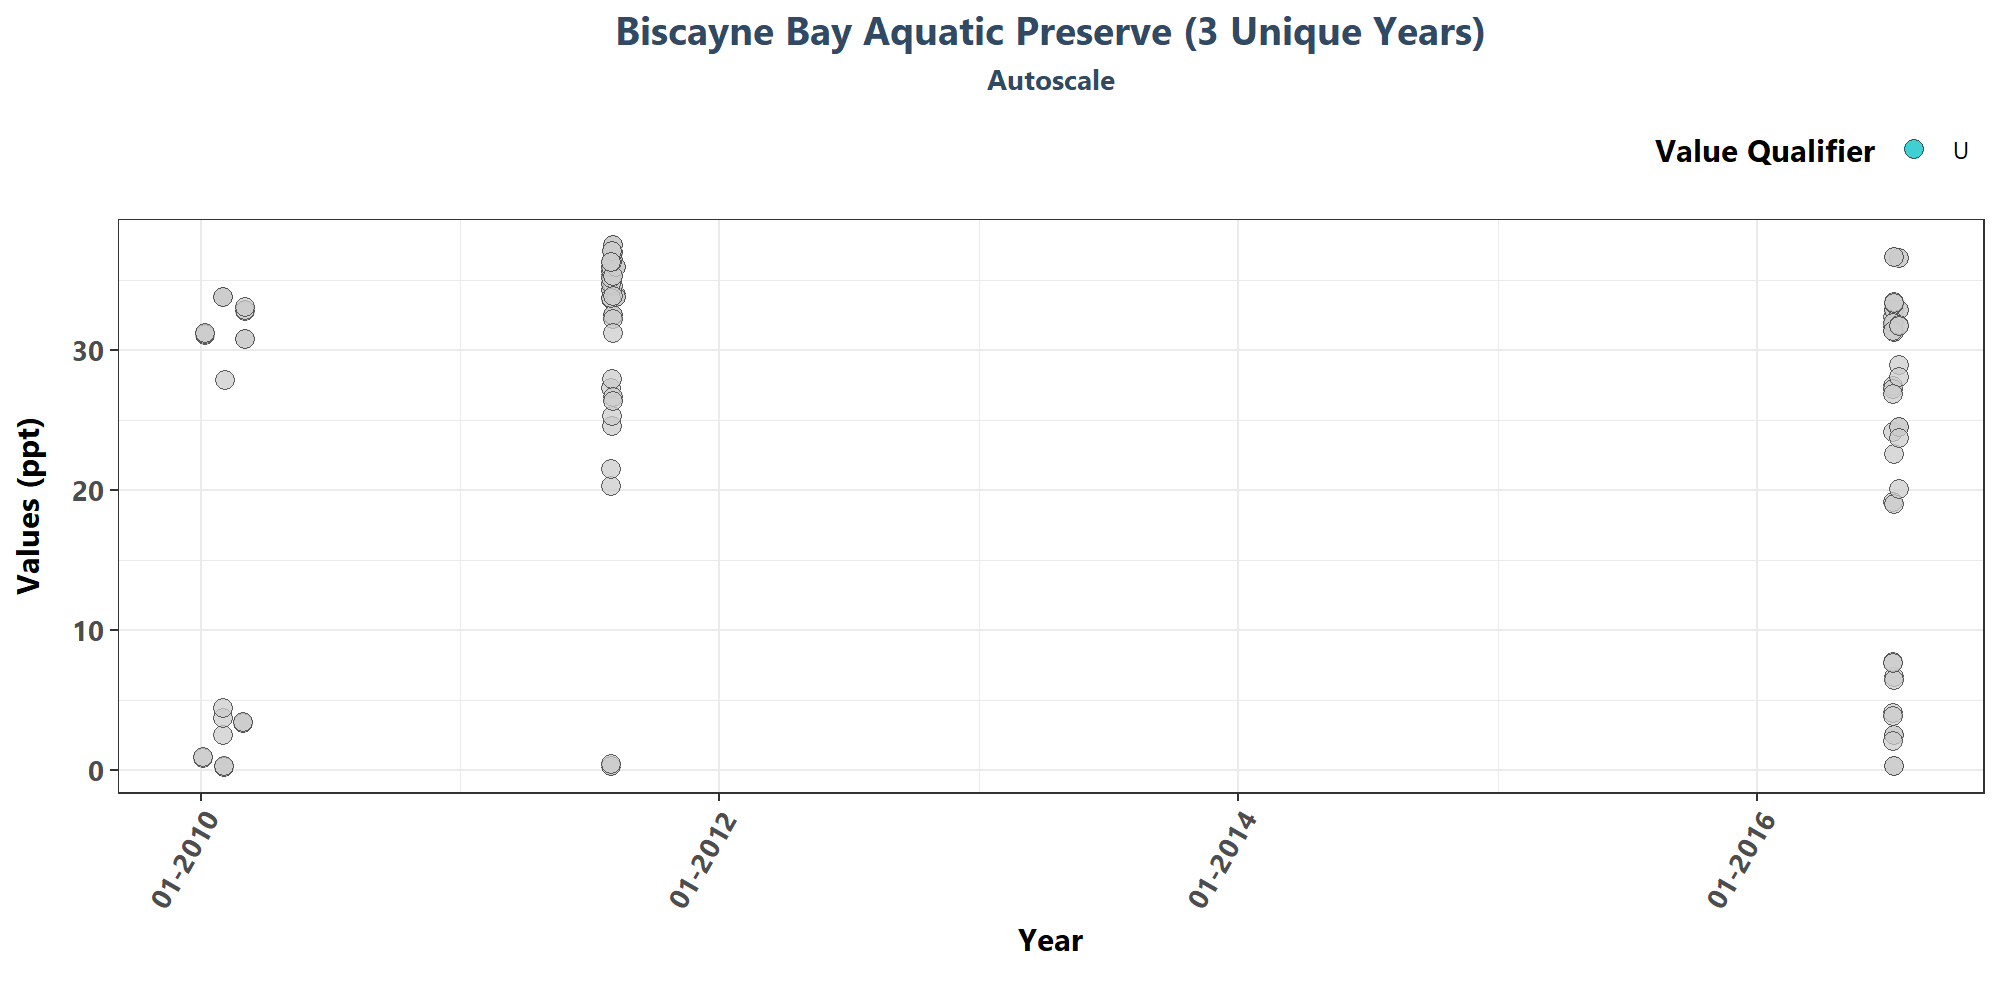 Biscayne Bay Aquatic Preserve (3 Unique Years)
Autoscale
Value Qualifier U
Values (ppt)
30
20
10
0
01-2010
01-2012
01-2014
01-2016
Year